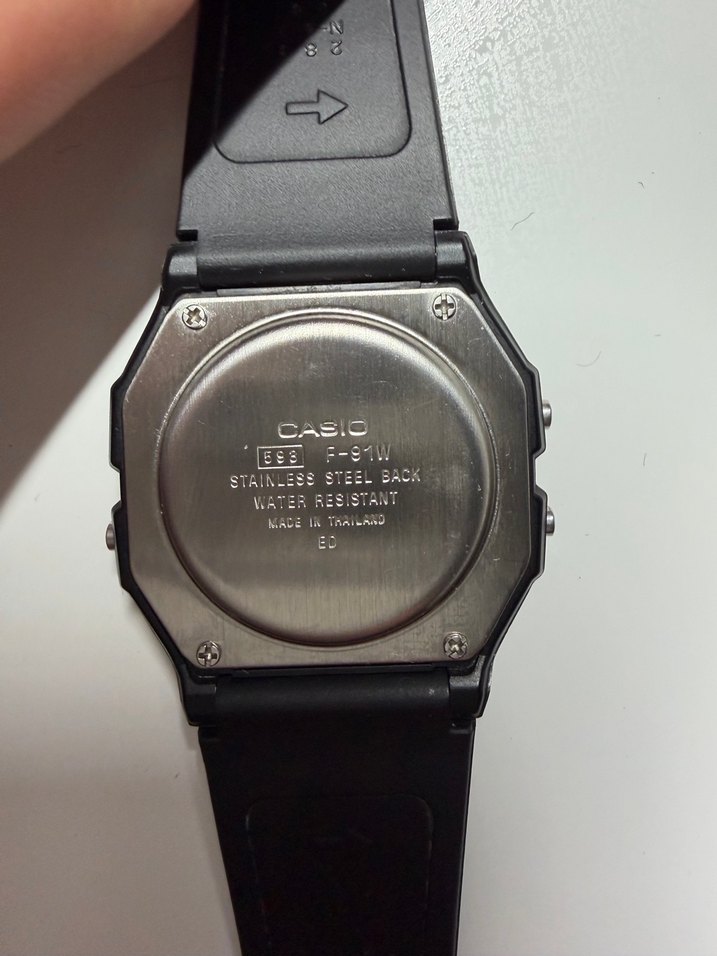 CASIO
593 F-91W
STAINLESS STEEL BACK
WATER RESISTANT
MADE IN THAILAND
ED